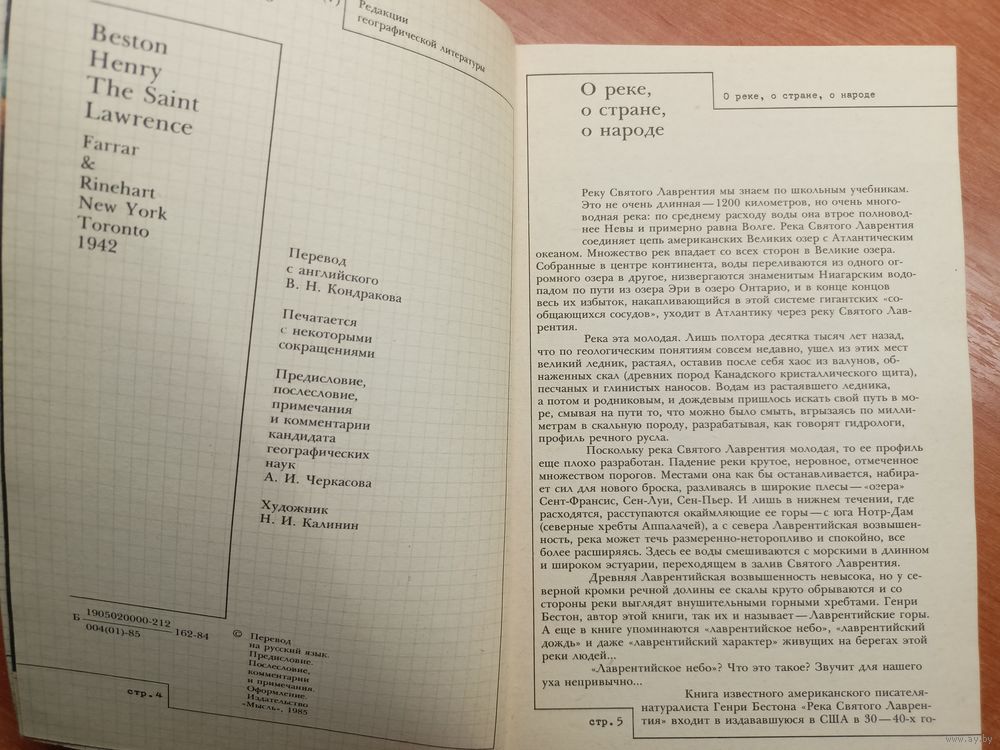 Редакции
географической литературы
Beston
Henry
The Saint
Lawrence
Farrar
&
Rinehart
New York
Toronto
1942
Перевод
с английского
В. Н. Кондракова
Печатается
с некоторыми
сокращениями
Предисловие,
послесловие,
примечания
и комментарии
кандидата
географических
наук
А. И. Черкасова
Художник
Н. И. Калинин
Б 1905020000-212
004(01)-85
162-84
© Перевод
на русский язык.
Предисловие.
Послесловие,
комментарии
и примечания.
Оформление.
Издательство
«Мысль», 1985
стр. 4
О реке,
о стране,
о народе
О реке, о стране, о народе
Реку Святого Лаврентия мы знаем по школьным учебникам.
Это не очень длинная — 1200 километров, но очень много-
водная река: по среднему расходу воды она втрое полновод-
нее Невы и примерно равна Волге. Река Святого Лаврентия
соединяет цепь американских Великих озер с Атлантическим
океаном. Множество рек впадает со всех сторон в Великие озера.
Собранные в центре континента, воды переливаются из одного ог-
ромного озера в другое, низвергаются знаменитым Ниагарским водо-
падом по пути из озера Эри в озеро Онтарио, и в конце концов
весь их избыток, накапливающийся в этой системе гигантских «со-
общающихся сосудов», уходит в Атлантику через реку Святого Лав-
рентия.
Река эта молодая. Лишь полтора десятка тысяч лет назад,
что по геологическим понятиям совсем недавно, ушел из этих мест
великий ледник, растаял, оставив после себя хаос из валунов, об-
наженных скал (древних пород Канадского кристаллического щита),
песчаных и глинистых наносов. Водам из растаявшего ледника,
а потом и родниковым, и дождевым пришлось искать свой путь в мо-
ре, смывая на пути то, что можно было смыть, вгрызаясь по милли-
метрам в скальную породу, разрабатывая, как говорят гидрологи,
профиль речного русла.
Поскольку река Святого Лаврентия молодая, то ее профиль
еще плохо разработан. Падение реки крутое, неровное, отмеченное
множеством порогов. Местами она как бы останавливается, набира-
ет сил для нового броска, разливаясь в широкие плесы — «озера»
Сент-Франсис, Сен-Луи, Сен-Пьер. И лишь в нижнем течении, где
расходятся, расступаются окаймляющие ее горы — с юга Нотр-Дам
(северные хребты Аппалачей), а с севера Лаврентийская возвышен-
ность, река может течь размеренно-неторопливо и спокойно, все
более расширяясь. Здесь ее воды смешиваются с морскими в длинном
и широком эстуарии, переходящем в залив Святого Лаврентия.
Древняя Лаврентийская возвышенность невысока, но у се-
верной кромки речной долины ее скалы круто обрываются и со
стороны реки выглядят внушительными горными хребтами. Генри
Бестон, автор этой книги, так их и называет — Лаврентийские горы.
А еще в книге упоминаются «лаврентийское небо», «лаврентийский
дождь» и даже «лаврентийский характер» живущих на берегах этой
реки людей...
«Лаврентийское небо»? Что это такое? Звучит для нашего
уха непривычно...
Книга известного американского писателя-
натуралиста Генри Бестона «Река Святого Лаврен-
тия» входит в издававшуюся в США в 30—40-х го-
стр. 5
www.ay.by